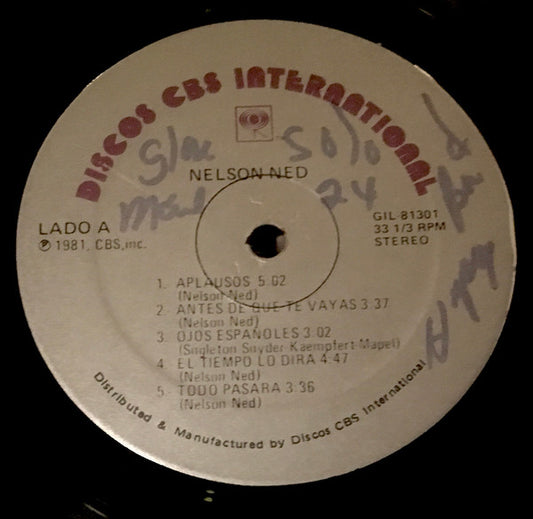 DISCOS CBS INTERNATIONAL
Solo
24
NELSON NED
LADO A
℗ 1981, CBS, inc.
GIL-81301
33 1/3 RPM
STEREO
1. APLAUSOS 5:02
(Nelson Ned)
2. ANTES DE QUE TE VAYAS 3:37
(Nelson Ned)
3. OJOS ESPAÑOLES 3:02
(Singleton Snyder Kaempfert Mapel)
4. EL TIEMPO LO DIRA 4:47
(Nelson Ned)
5. TODO PASARA 3:36
(Nelson Ned)
Distributed & Manufactured by Discos CBS International